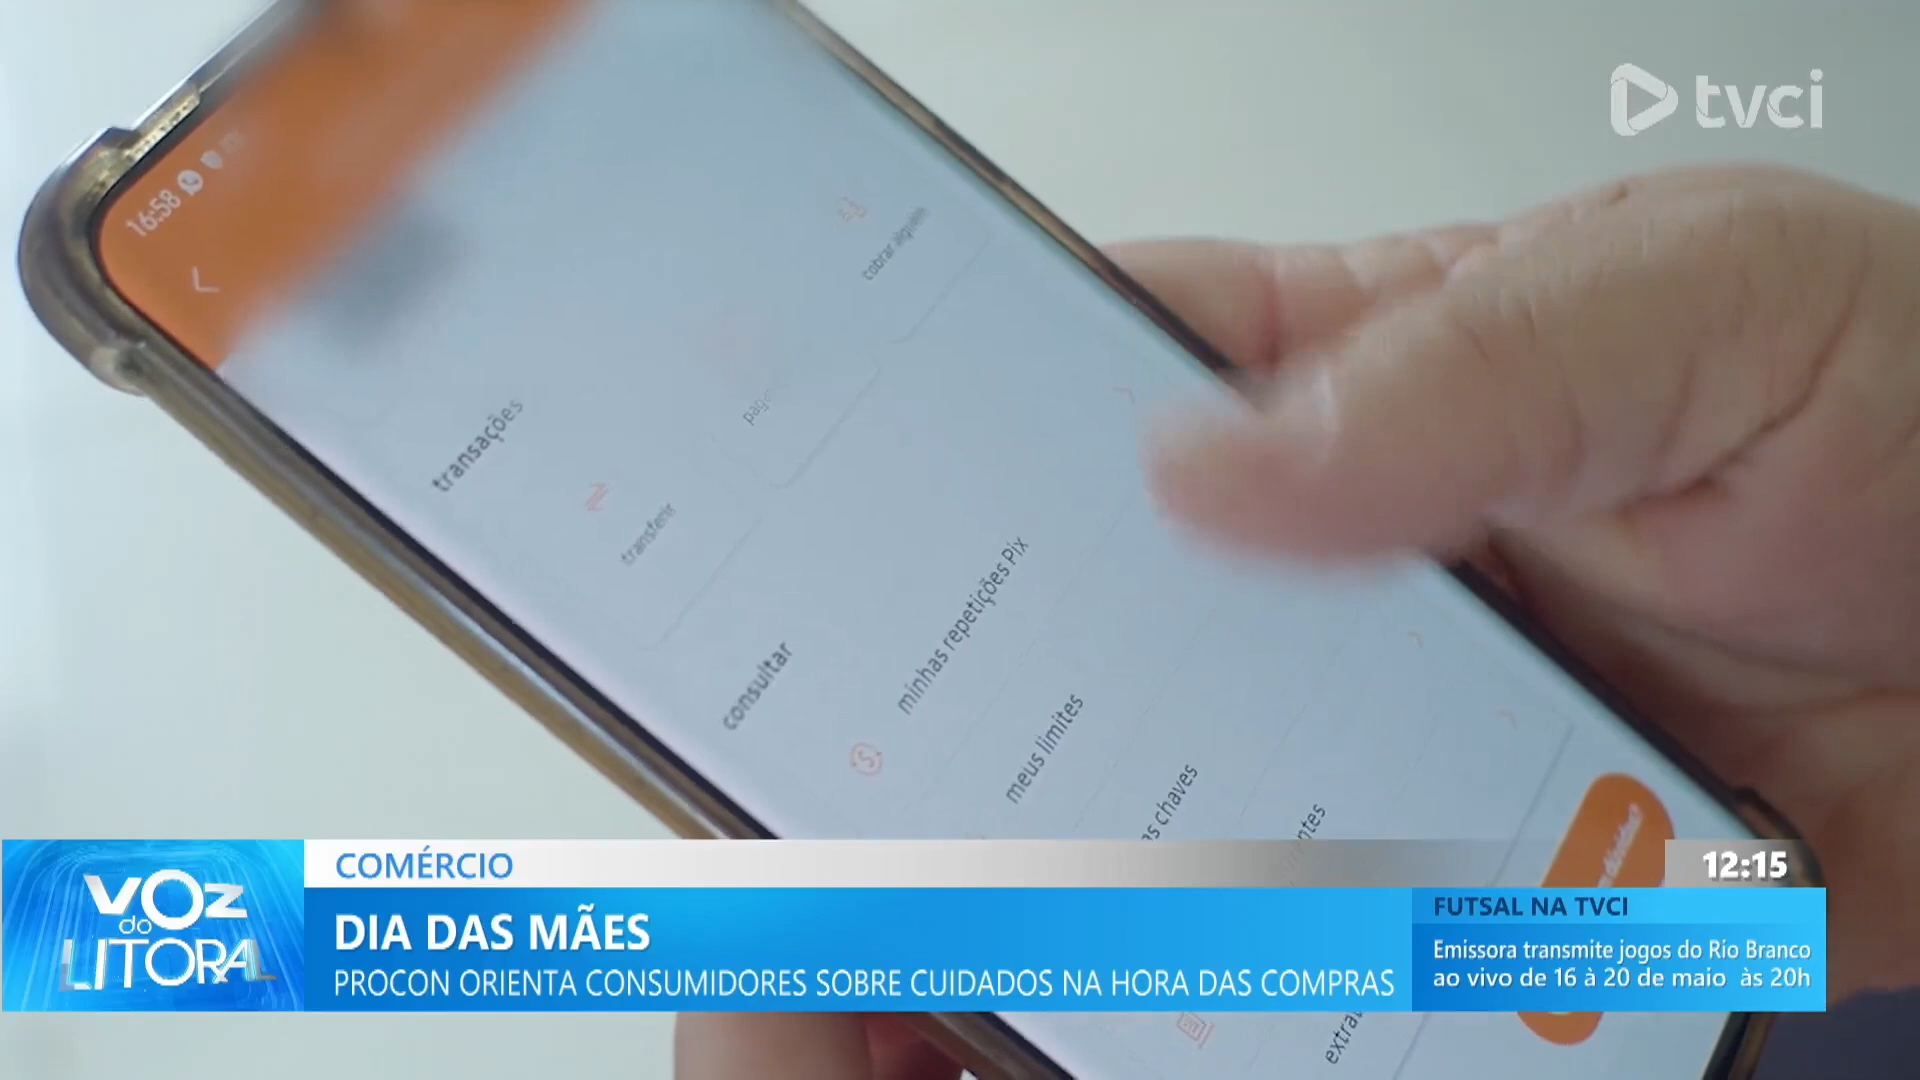 tvci
16:58
cobrar alguém
transações
transferir
consultar
minhas repetições Pix
meus limites
as chaves
VOZ
do
LITORAL
COMÉRCIO
12:15
DIA DAS MÃES
PROCON ORIENTA CONSUMIDORES SOBRE CUIDADOS NA HORA DAS COMPRAS
FUTSAL NA TVCI
Emissora transmite jogos do Rio Branco
ao vivo de 16 à 20 de maio às 20h